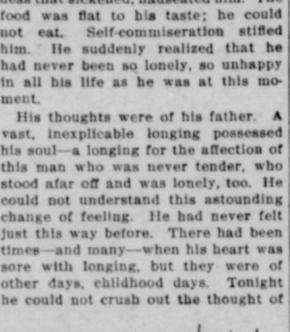 ness that sickened, nauseated him. The
food was flat to his taste; he could
not eat. Self-commiseration stifled
him. He suddenly realized that he
had never been so lonely, so unhappy
in all his life as he was at this mo-
ment.
His thoughts were of his father. A
vast, inexplicable longing possessed
his soul—a longing for the affection of
this man who was never tender, who
stood afar off and was lonely, too. He
could not understand this astounding
change of feeling. He had never felt
just this way before. There had been
times—and many—when his heart was
sore with longing, but they were of
other days, childhood days. Tonight
he could not crush out the thought of